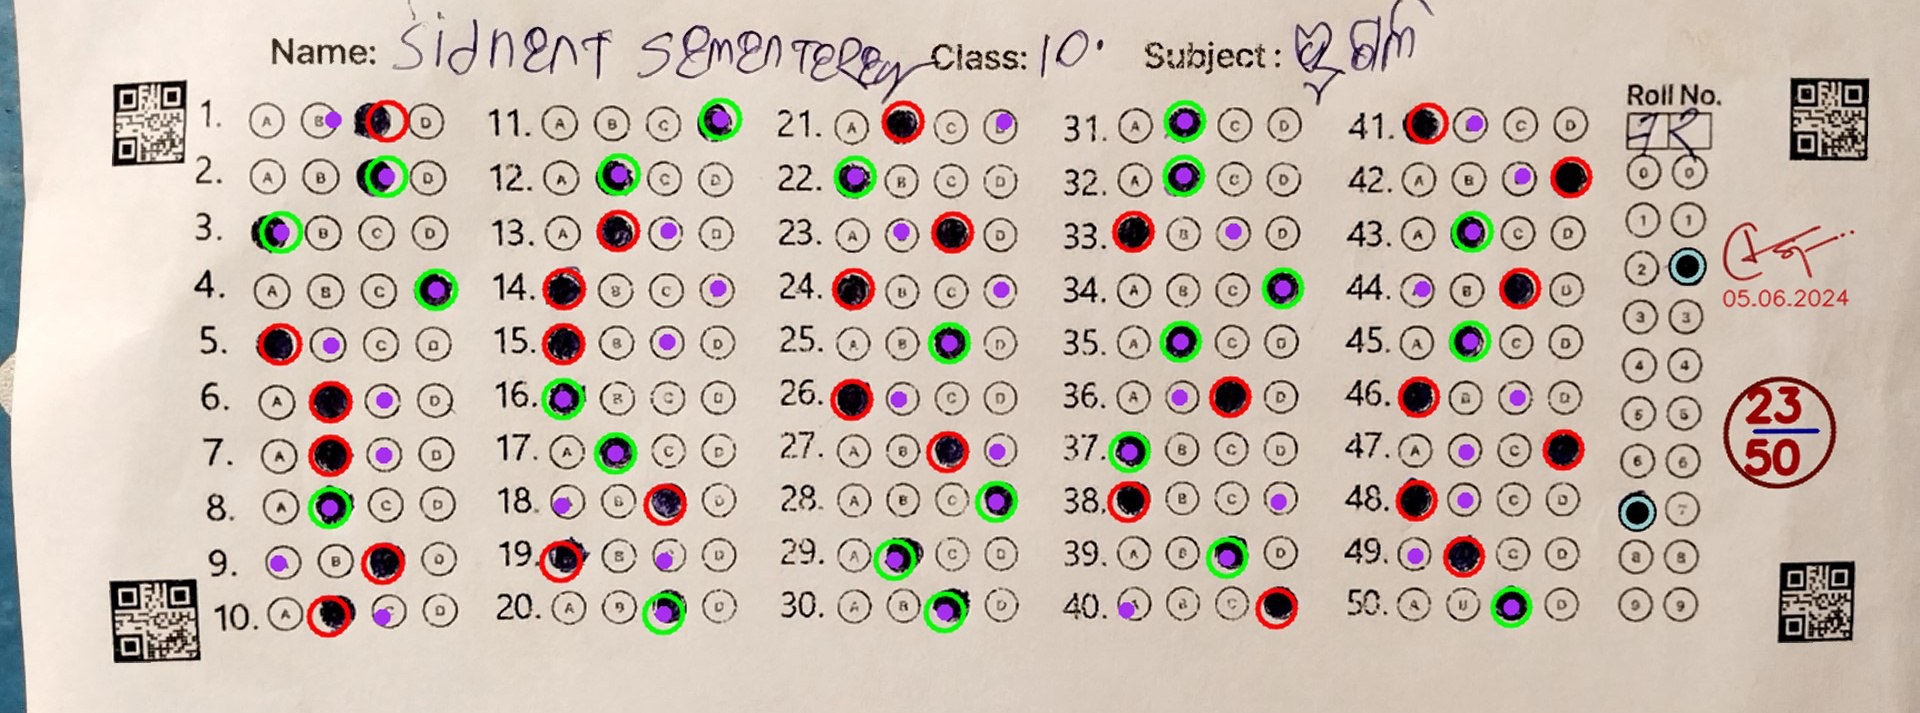 Name: Sidhent Sementerey Class: 10. Subject:
Roll No.
72
1. A B D 11. A B C 21. A C D 31. A C D 41. B C D
2. A B D 12. A C D 22. B C D 32. A C D 42. A B C
3. B C D 13. A D 23. A D 33. B D 43. A C D
4. A B C 14. B C 24. B C 34. A B C 44. A B D
5. C D 15. B D 25. A B D 35. A C D 45. A C D
6. A D 16. B C D 26. C D 36. A D 46. B D
7. A D 17. A C D 27. A B 37. B C D 47. A C
8. A C D 18. B D 28. A B C 38. B C 48. C D
9. B D 19. B D 29. A C D 39. A B D 49. C D
10. A C D 20. A B D 30. A B D 40. B C 50. A B D
0 0
1 1
2
3 3
4 4
5 5
6 6
7
8 8
9 9
05.06.2024
23
50